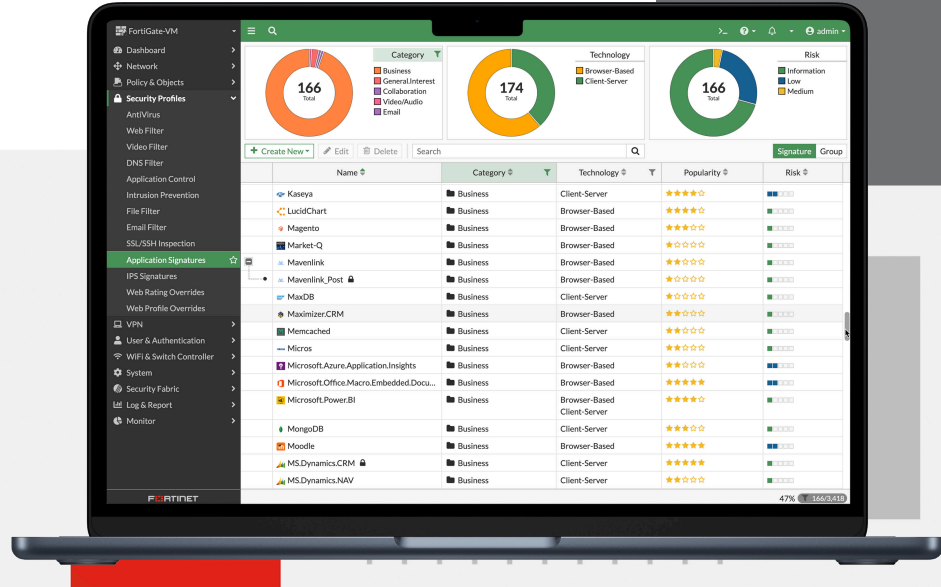 FortiGate-VM
admin
Dashboard
Network
Policy & Objects
Security Profiles
AntiVirus
Web Filter
Video Filter
DNS Filter
Application Control
Intrusion Prevention
File Filter
Email Filter
SSL/SSH Inspection
Application Signatures
IPS Signatures
Web Rating Overrides
Web Profile Overrides
VPN
User & Authentication
WiFi & Switch Controller
System
Security Fabric
Log & Report
Monitor
FORTINET
166
Total
Category
Business
General.Interest
Collaboration
Video/Audio
Email
174
Total
Technology
Browser-Based
Client-Server
166
Total
Risk
Information
Low
Medium
+ Create New Edit Delete Search Signature Group
Name Category Technology Popularity Risk
Kaseya Business Client-Server
LucidChart Business Browser-Based
Magento Business Browser-Based
Market-Q Business Browser-Based
Mavenlink Business Browser-Based
Mavenlink_Post Business Browser-Based
MaxDB Business Client-Server
Maximizer.CRM Business Browser-Based
Memcached Business Client-Server
Micros Business Client-Server
Microsoft.Azure.Application.Insights Business Browser-Based
Microsoft.Office.Macro.Embedded.Docu... Business Browser-Based
Microsoft.Power.BI Business Browser-Based
Client-Server
MongoDB Business Client-Server
Moodle Business Browser-Based
MS.Dynamics.CRM Business Client-Server
MS.Dynamics.NAV Business Client-Server
47% 166/3,418